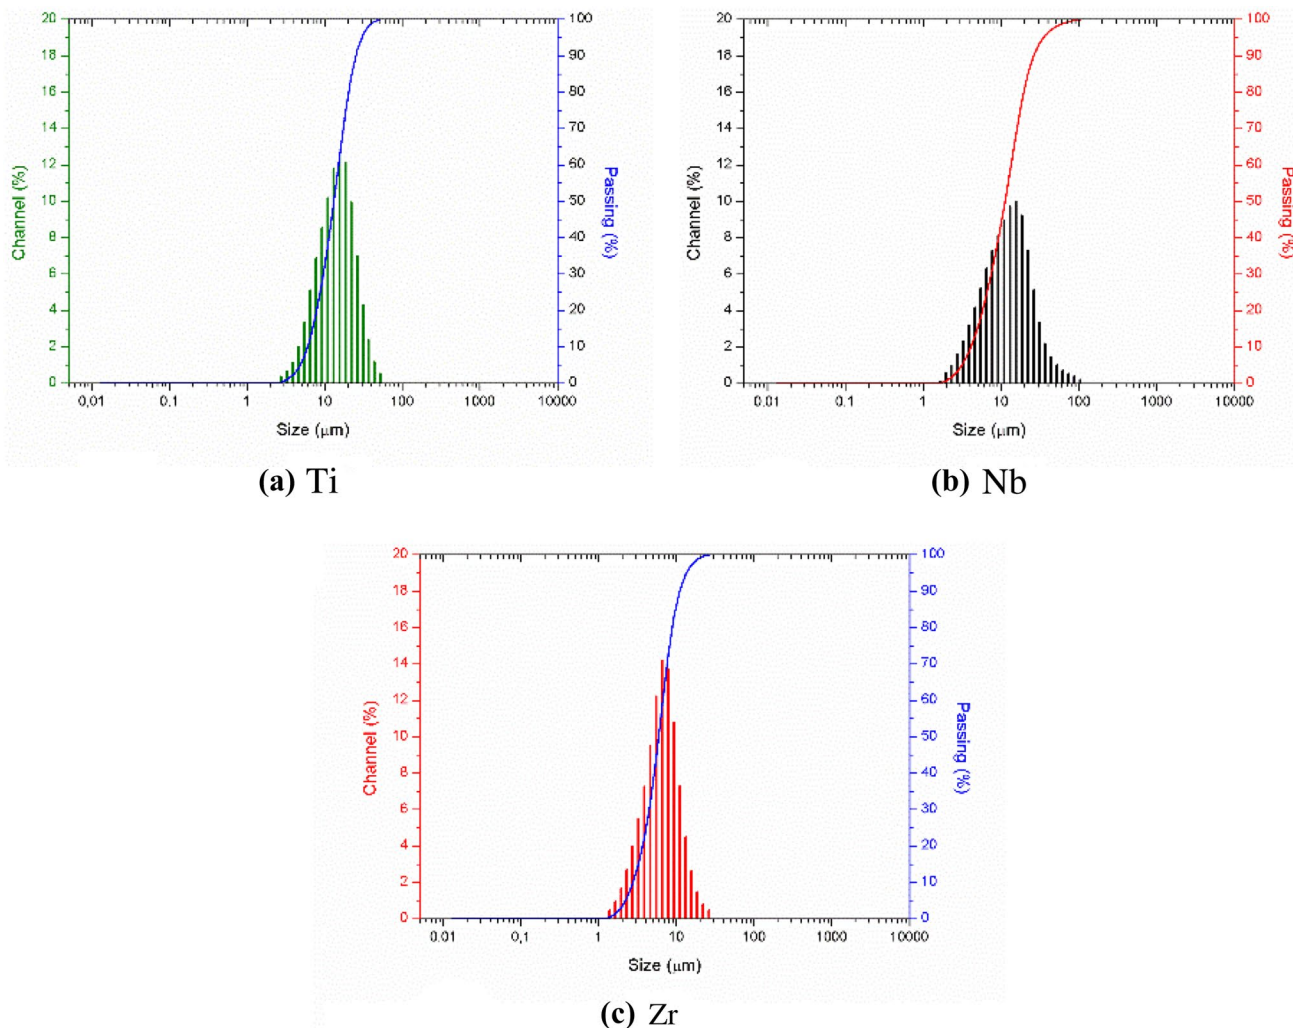 20 18 16 14 12 10 8 6 4 2 0
Channel (%)
100 90 80 70 60 50 40 30 20 10 0
Passing (%)
0,01 0,1 1 10 100 1000 10000
Size (μm)
(a) Ti
20 18 16 14 12 10 8 6 4 2 0
Channel (%)
100 90 80 70 60 50 40 30 20 10 0
Passing (%)
0.01 0.1 1 10 100 1000 10000
Size (μm)
(b) Nb
20 18 16 14 12 10 8 6 4 2 0
Channel (%)
100 90 80 70 60 50 40 30 20 10 0
Passing (%)
0.01 0,1 1 10 100 1000 10000
Size (μm)
(c) Zr